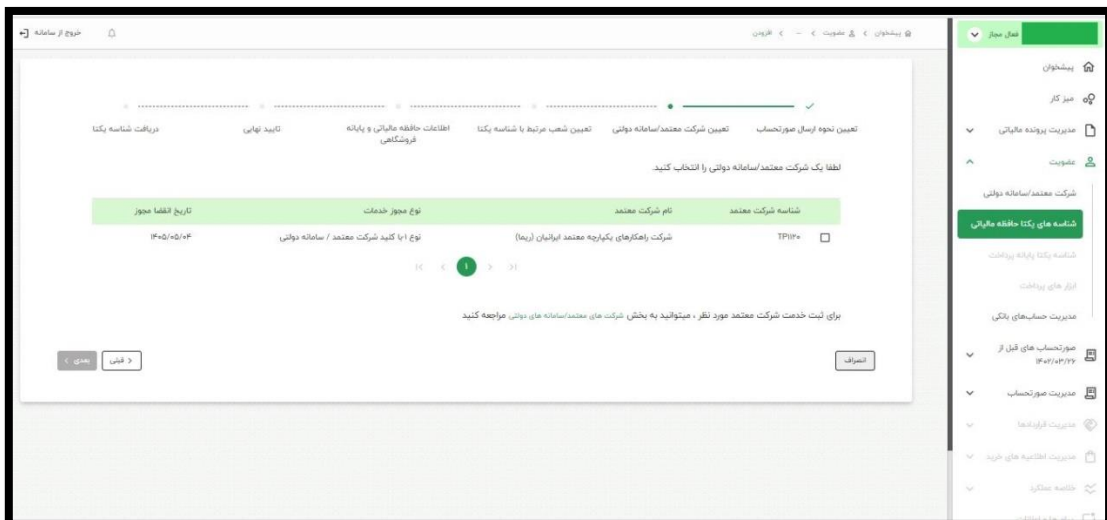 فعال مجاز
پیشخوان > عضویت > ... > افزودن
خروج از سامانه
پیشخوان
میز کار
مدیریت پرونده مالیاتی
عضویت
شرکت معتمد/سامانه دولتی
شناسه های یکتا حافظه مالیاتی
شناسه یکتا پایانه پرداخت
ابزار های پرداخت
مدیریت حساب‌های بانکی
صورتحساب های قبل از
۱۴۰۲/۰۳/۲۶
مدیریت صورتحساب
مدیریت قراردادها
مدیریت اطلاعیه های خرید
خلاصه عملکرد
تعیین نحوه ارسال صورتحساب
تعیین شرکت معتمد/سامانه دولتی
تعیین شعب مرتبط با شناسه یکتا
اطلاعات حافظه مالیاتی و پایانه
فروشگاهی
تایید نهایی
دریافت شناسه یکتا
لطفا یک شرکت معتمد/سامانه دولتی را انتخاب کنید.
شناسه شرکت معتمد نام شرکت معتمد نوع مجوز خدمات تاریخ انقضا مجوز
TP۱۱۲۰ شرکت راهکارهای یکپارچه معتمد ایرانیان (ریما) نوع ۱-با کلید شرکت معتمد / سامانه دولتی ۱۴۰۵/۰۵/۰۴
۱
برای ثبت خدمت شرکت معتمد مورد نظر ، میتوانید به بخش شرکت های معتمد/سامانه های دولتی مراجعه کنید
انصراف
قبلی
بعدی